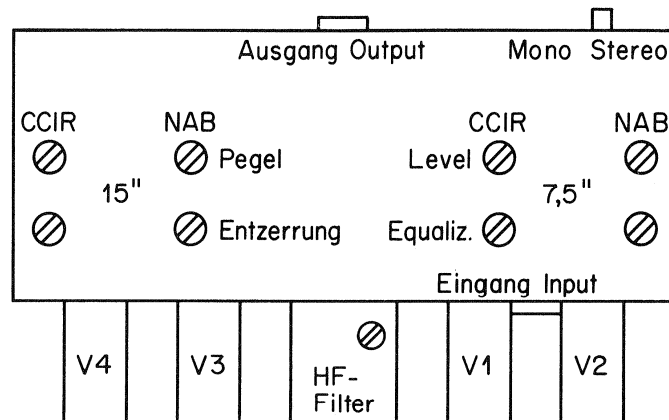 Ausgang Output Mono Stereo
CCIR NAB CCIR NAB
Pegel Level
15" 7,5"
Entzerrung Equaliz.
Eingang Input
V4 V3 V1 V2
HF-
Filter